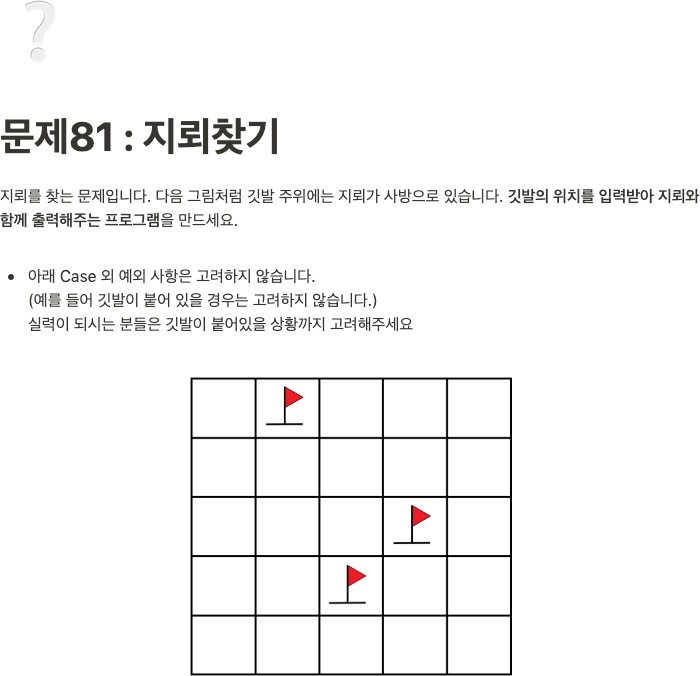 ❔
문제81 : 지뢰찾기
지뢰를 찾는 문제입니다. 다음 그림처럼 깃발 주위에는 지뢰가 사방으로 있습니다. 깃발의 위치를 입력받아 지뢰와
함께 출력해주는 프로그램을 만드세요.
• 아래 Case 외 예외 사항은 고려하지 않습니다.
(예를 들어 깃발이 붙어 있을 경우는 고려하지 않습니다.)
실력이 되시는 분들은 깃발이 붙어있을 상황까지 고려해주세요